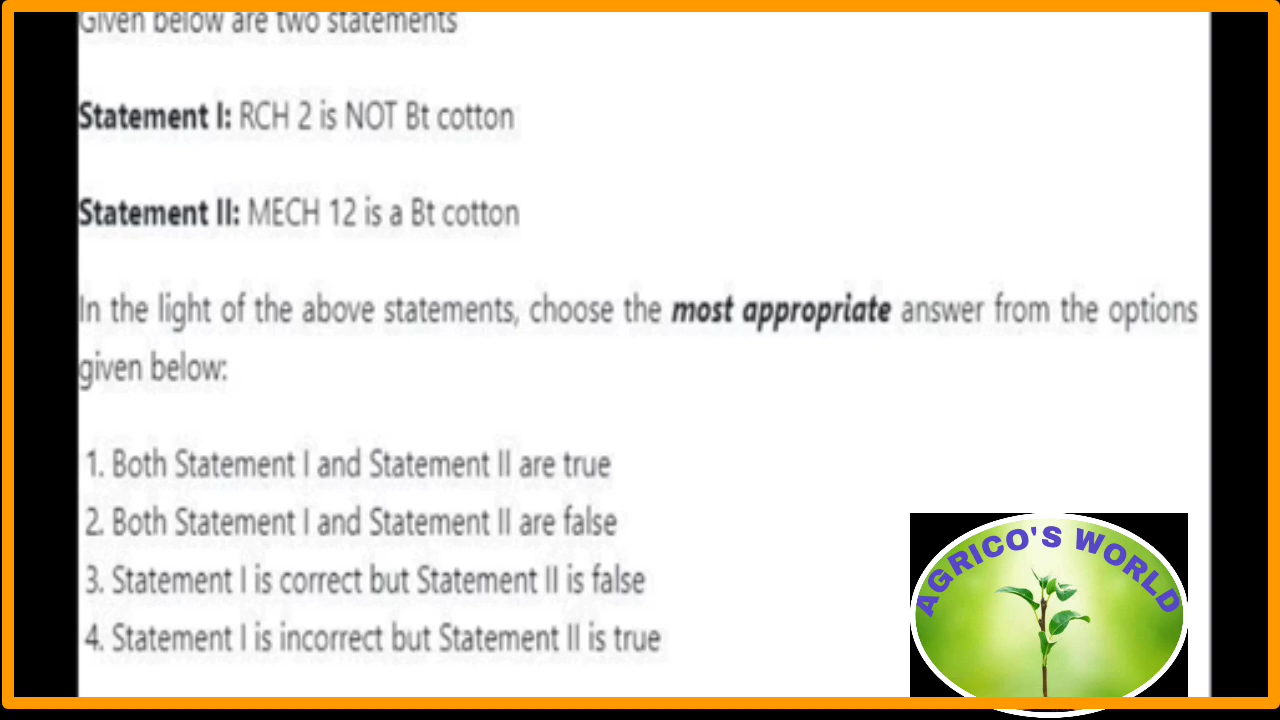 Given below are two statements
Statement I: RCH 2 is NOT Bt cotton
Statement II: MECH 12 is a Bt cotton
In the light of the above statements, choose the most appropriate answer from the options
given below:
1. Both Statement I and Statement II are true
2. Both Statement I and Statement II are false
3. Statement I is correct but Statement II is false
4. Statement I is incorrect but Statement II is true
AGRICO'S WORLD